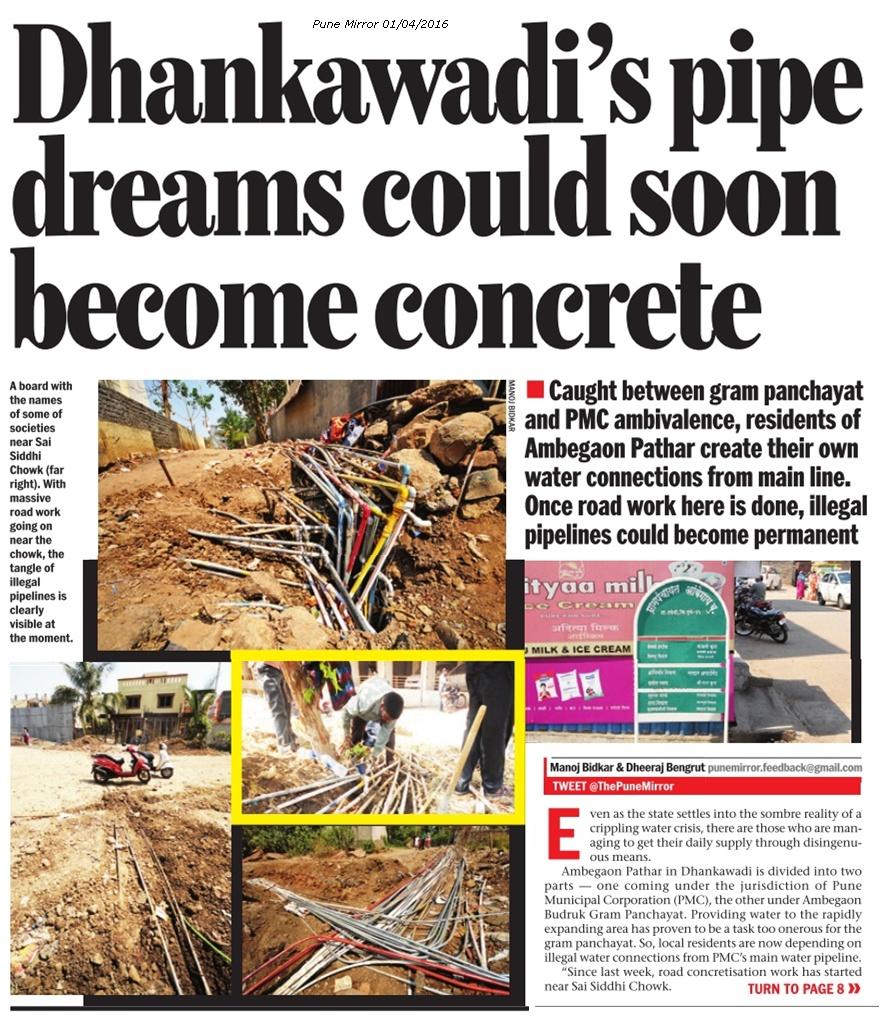 Pune Mirror 01/04/2016
Dhankawadi's pipe
dreams could soon
become concrete
A board with
the names
of some of
societies
near Sai
Siddhi
Chowk (far
right). With
massive
road work
going on
near the
chowk, the
tangle of
illegal
pipelines is
clearly
visible at
the moment.
MANOJ BIDKAR
■ Caught between gram panchayat
and PMC ambivalence, residents of
Ambegaon Pathar create their own
water connections from main line.
Once road work here is done, illegal
pipelines could become permanent
ityaa mil
ce Cream
अदित्या मिल्क
आईस्क्रिम
J MILK & ICE CREAM
Manoj Bidkar & Dheeraj Bengrut punemirror.feedback@gmail.com
TWEET @ThePuneMirror
Even as the state settles into the sombre reality of a
crippling water crisis, there are those who are man-
aging to get their daily supply through disingenu-
ous means.
Ambegaon Pathar in Dhankawadi is divided into two
parts — one coming under the jurisdiction of Pune
Municipal Corporation (PMC), the other under Ambegaon
Budruk Gram Panchayat. Providing water to the rapidly
expanding area has proven to be a task too onerous for the
gram panchayat. So, local residents are now depending on
illegal water connections from PMC's main water pipeline.
"Since last week, road concretisation work has started
near Sai Siddhi Chowk.
TURN TO PAGE 8 »